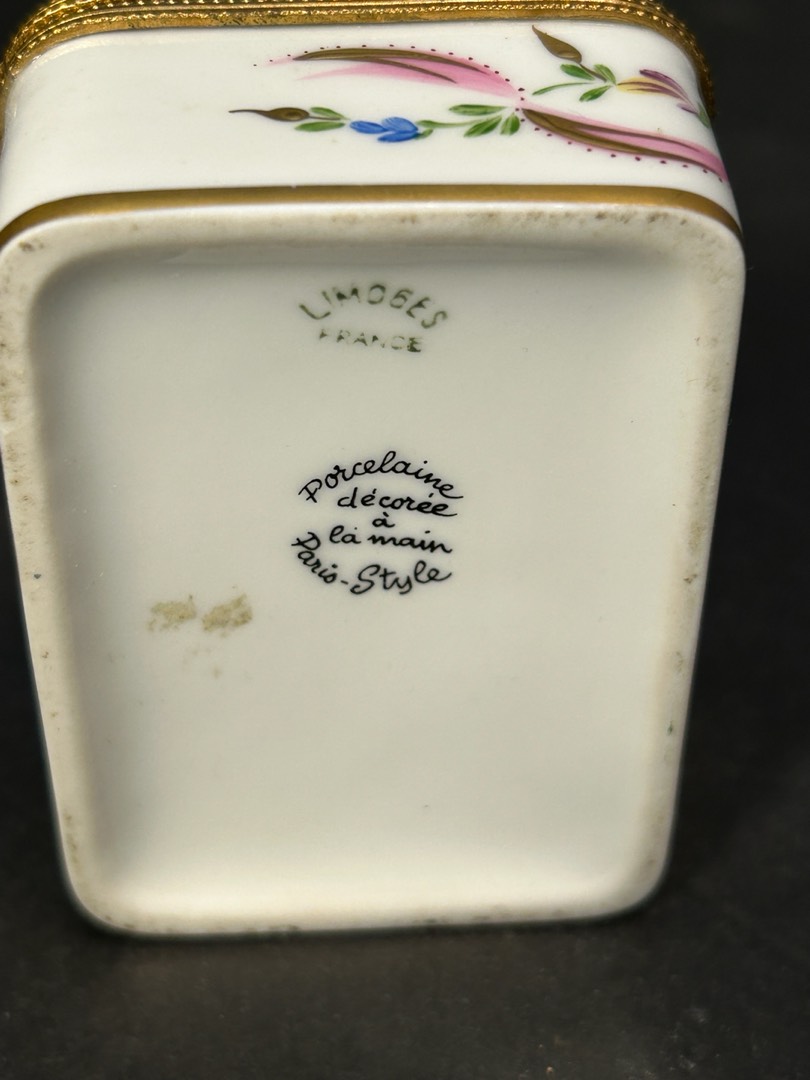 LIMOGES
FRANCE
Porcelaine
décorée
à
la main
Paris-Style